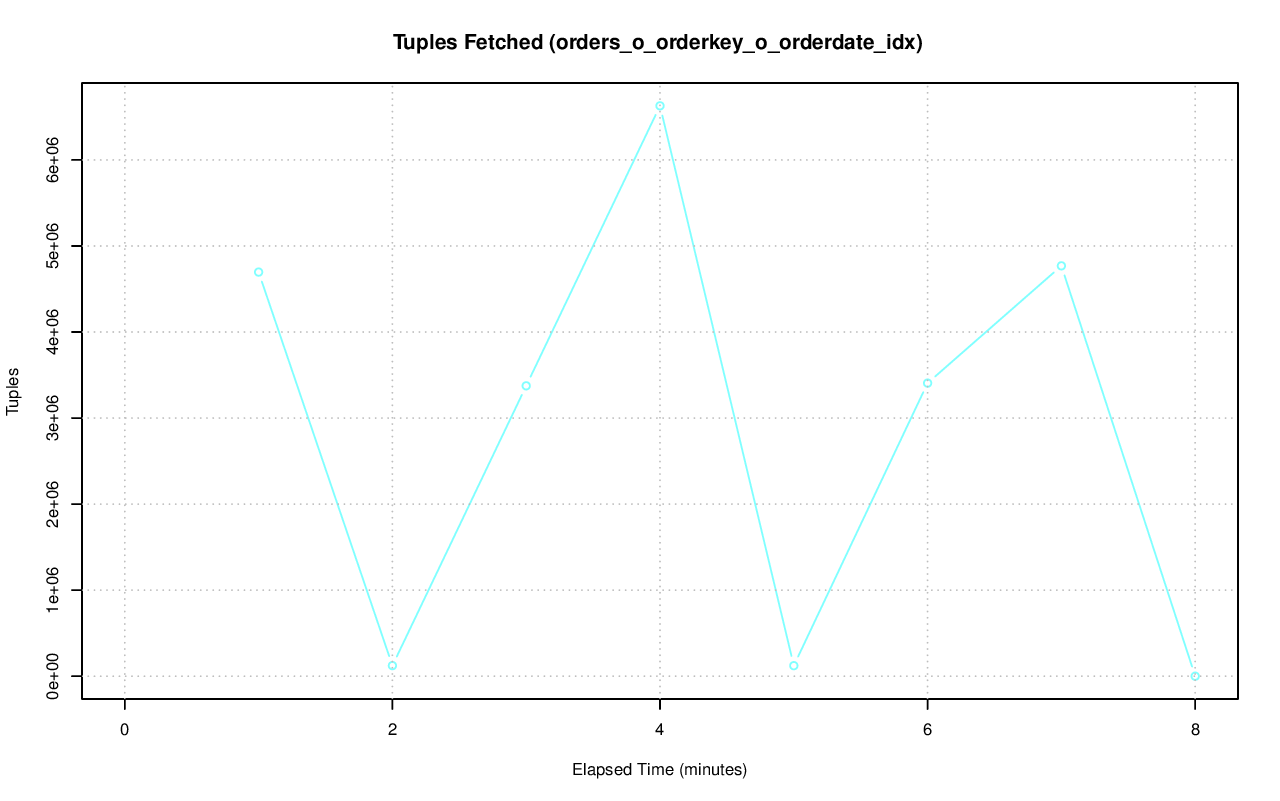 Tuples Fetched (orders_o_orderkey_o_orderdate_idx)
6e+06
5e+06
4e+06
3e+06
2e+06
1e+06
0e+00
Tuples
0 2 4 6 8
Elapsed Time (minutes)